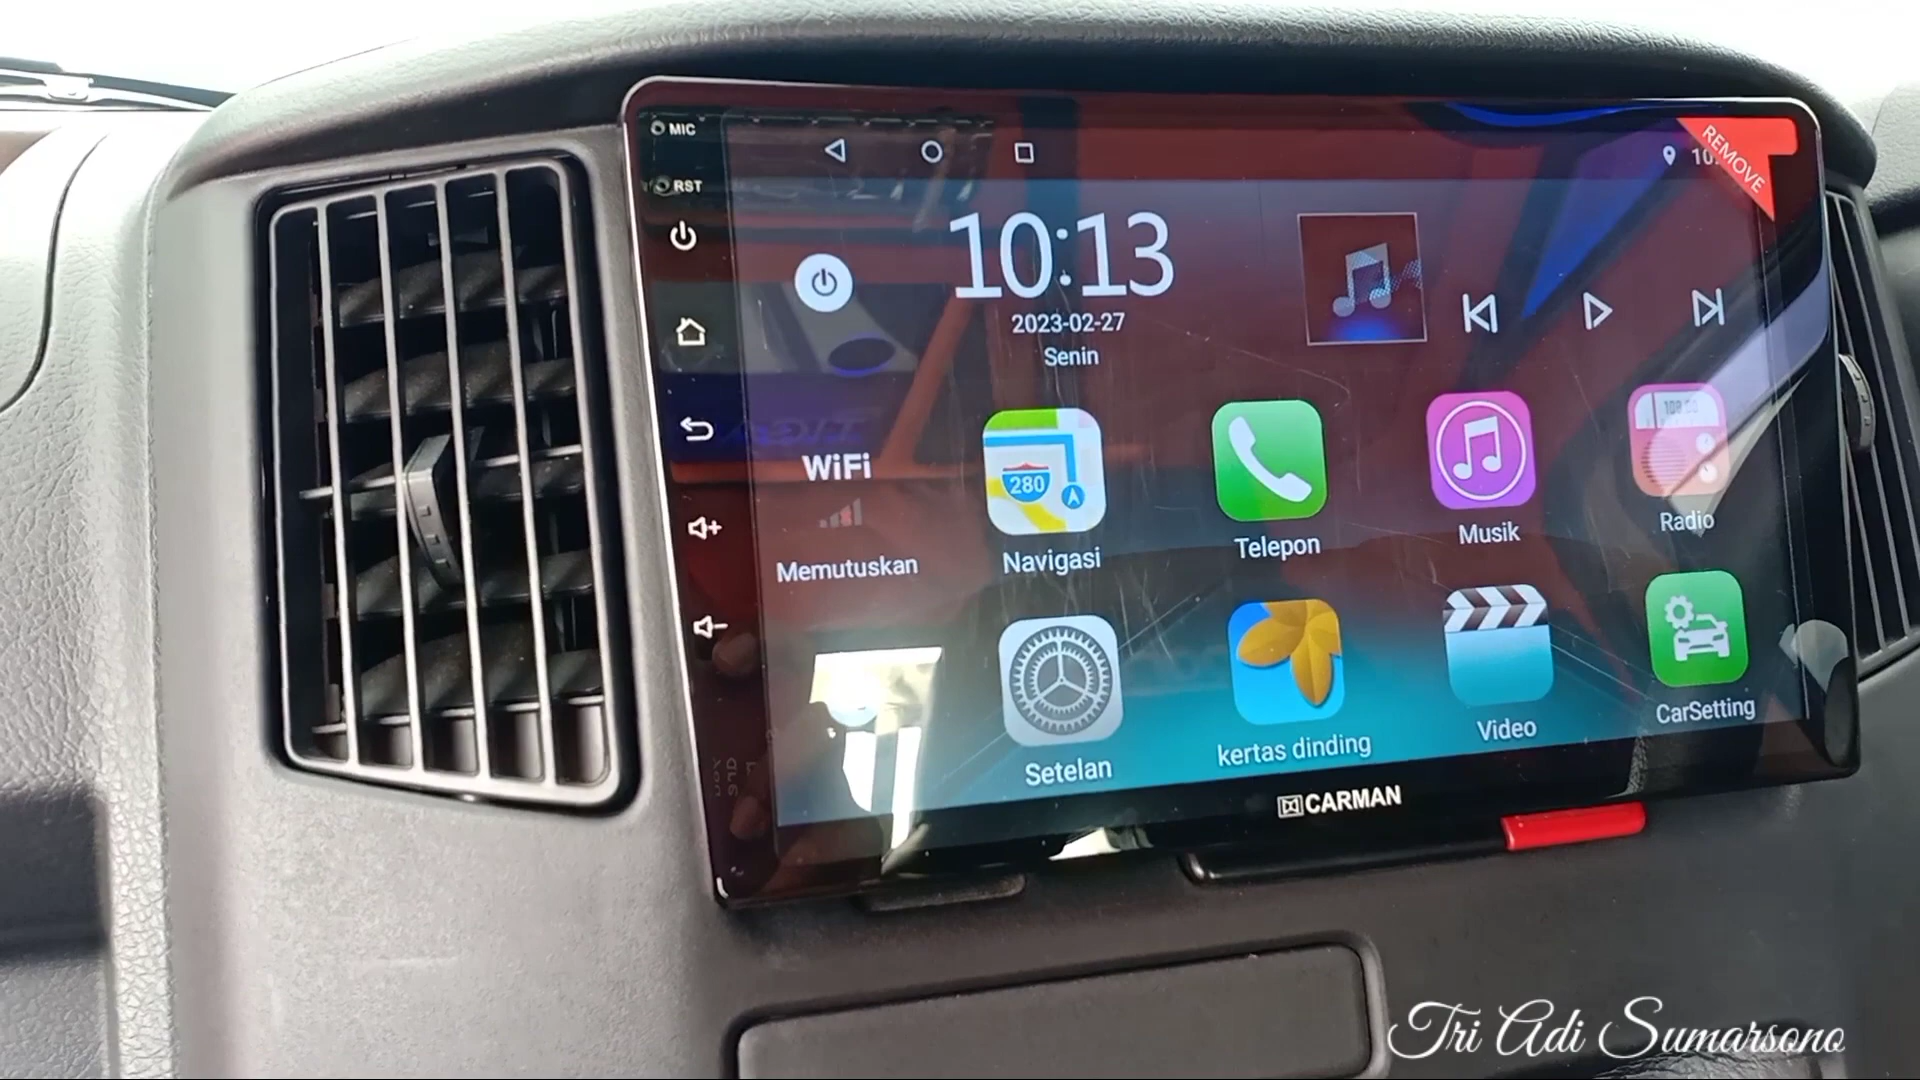 MIC
RST
REMOVE
10:13
2023-02-27
Senin
WiFi
Memutuskan
280
Navigasi
Telepon
Musik
Radio
Setelan
kertas dinding
Video
CarSetting
CARMAN
Tri Adi Sumarsono